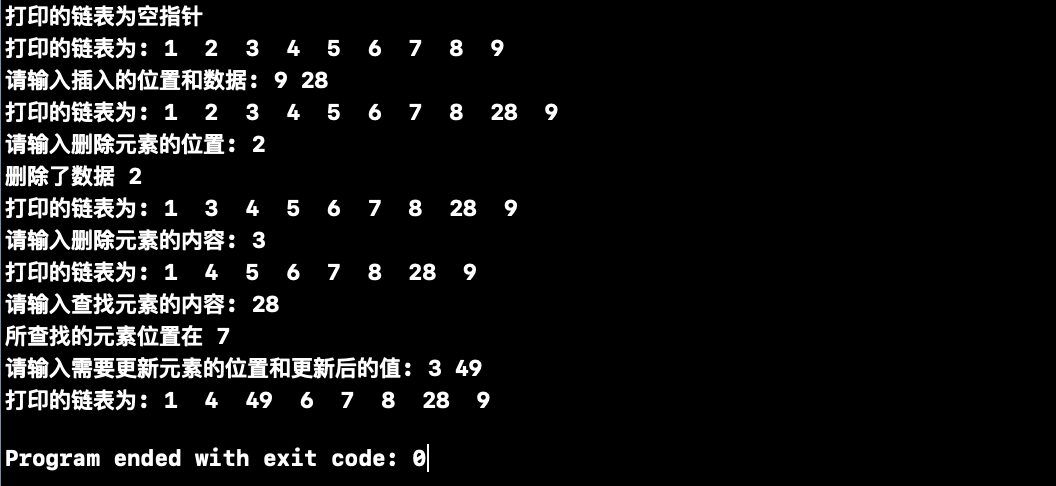 打印的链表为空指针
打印的链表为: 1  2  3  4  5  6  7  8  9
请输入插入的位置和数据: 9 28
打印的链表为: 1  2  3  4  5  6  7  8  28  9
请输入删除元素的位置: 2
删除了数据 2
打印的链表为: 1  3  4  5  6  7  8  28  9
请输入删除元素的内容: 3
打印的链表为: 1  4  5  6  7  8  28  9
请输入查找元素的内容: 28
所查找的元素位置在 7
请输入需要更新元素的位置和更新后的值: 3 49
打印的链表为: 1  4  49  6  7  8  28  9
Program ended with exit code: 0